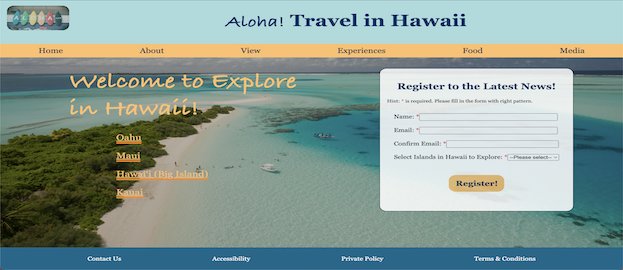 ALOHA
Aloha! Travel in Hawaii
Home About View Experiences Food Media
Welcome to Explore
in Hawaii!
Oahu
Maui
Hawai'i (Big Island)
Kauai
Register to the Latest News!
Hint: * is required. Please fill in the form with right pattern.
Name: *
Email: *
Confirm Email: *
Select Islands in Hawaii to Explore: * --Please select--
Register!
Contact Us Accessibility Private Policy Terms & Conditions